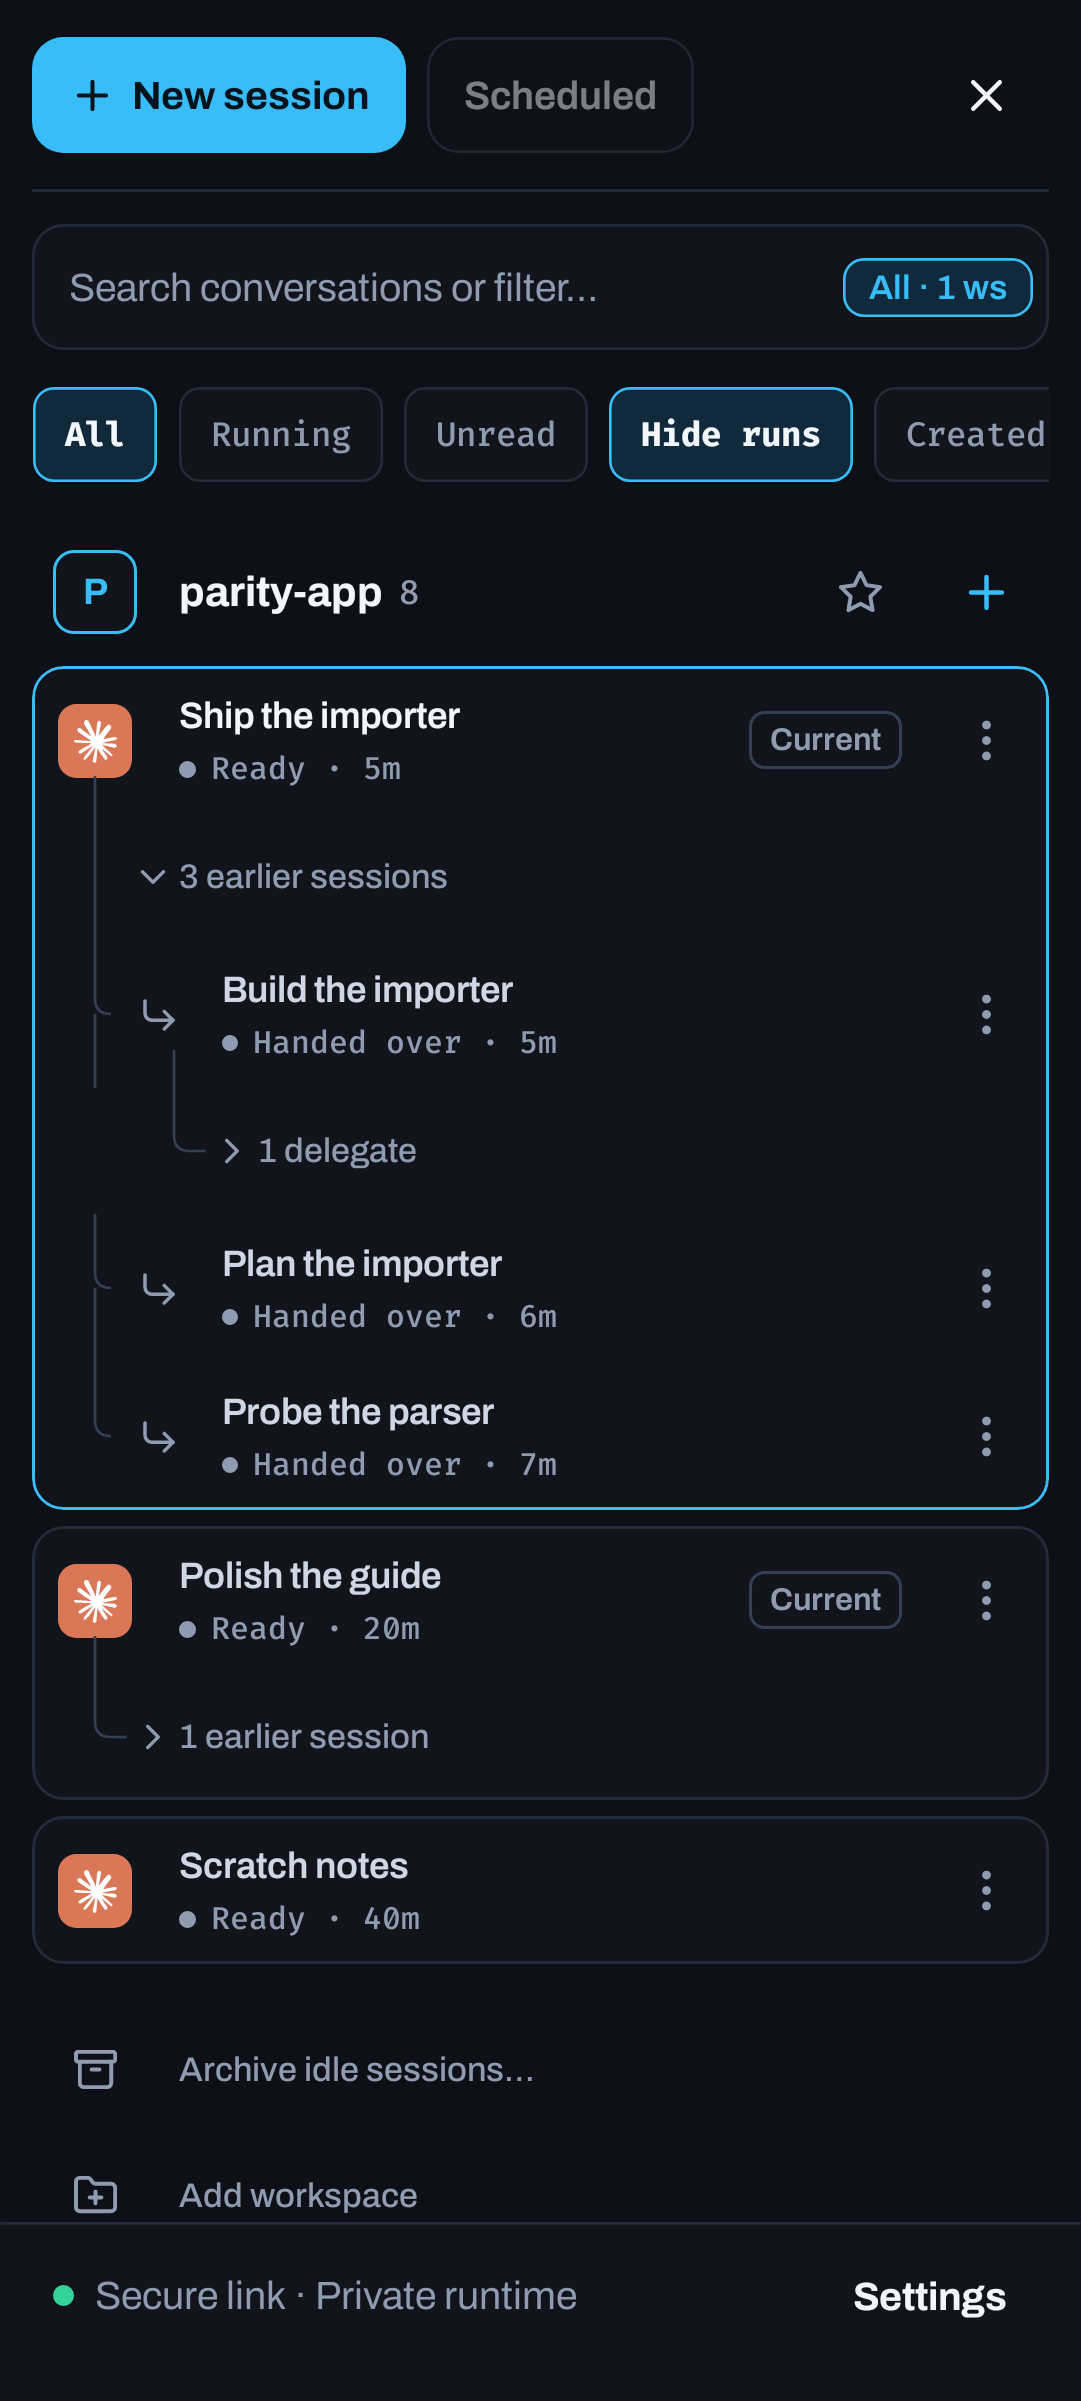 New session
Scheduled
Search conversations or filter...
All · 1 ws
All
Running
Unread
Hide runs
Created
P
parity-app 8
Ship the importer
Current
Ready · 5m
3 earlier sessions
Build the importer
Handed over · 5m
1 delegate
Plan the importer
Handed over · 6m
Probe the parser
Handed over · 7m
Polish the guide
Current
Ready · 20m
1 earlier session
Scratch notes
Ready · 40m
Archive idle sessions...
Add workspace
Secure link · Private runtime
Settings